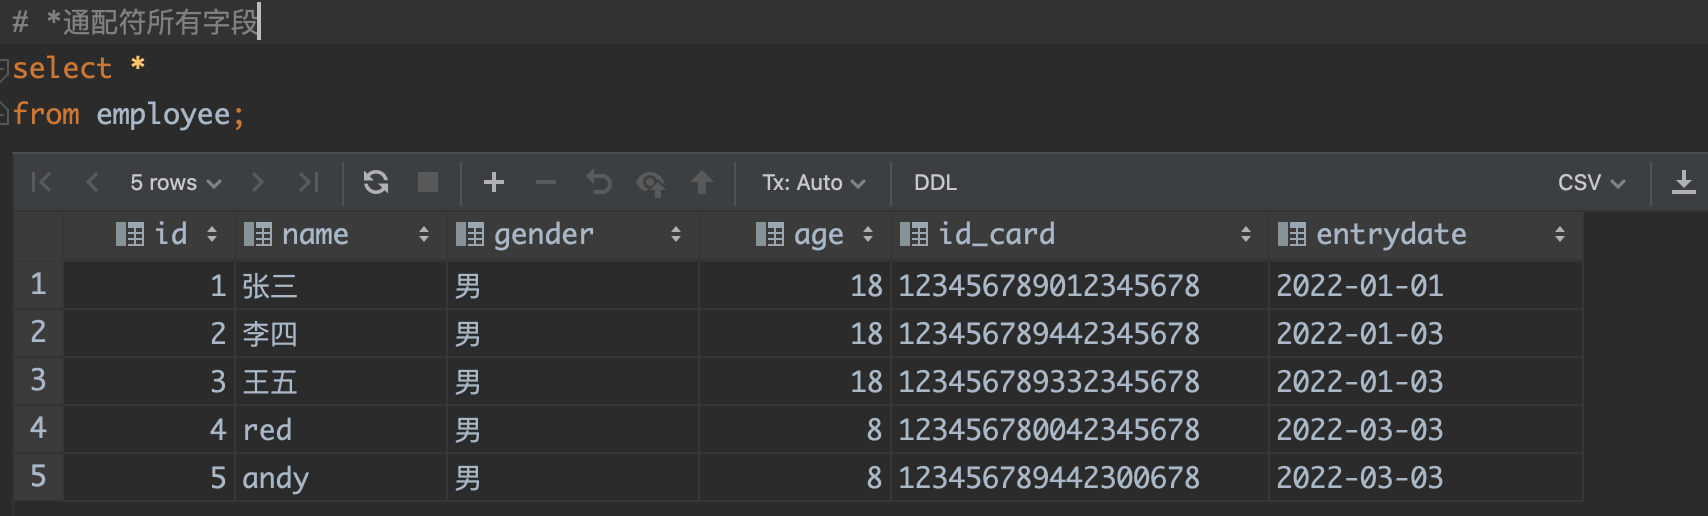 # *通配符所有字段
select *
from employee;
5 rows Tx: Auto DDL CSV
id name gender age id_card entrydate
1 1 张三 男 18 123456789012345678 2022-01-01
2 2 李四 男 18 123456789442345678 2022-01-03
3 3 王五 男 18 123456789332345678 2022-01-03
4 4 red 男 8 123456780042345678 2022-03-03
5 5 andy 男 8 123456789442300678 2022-03-03